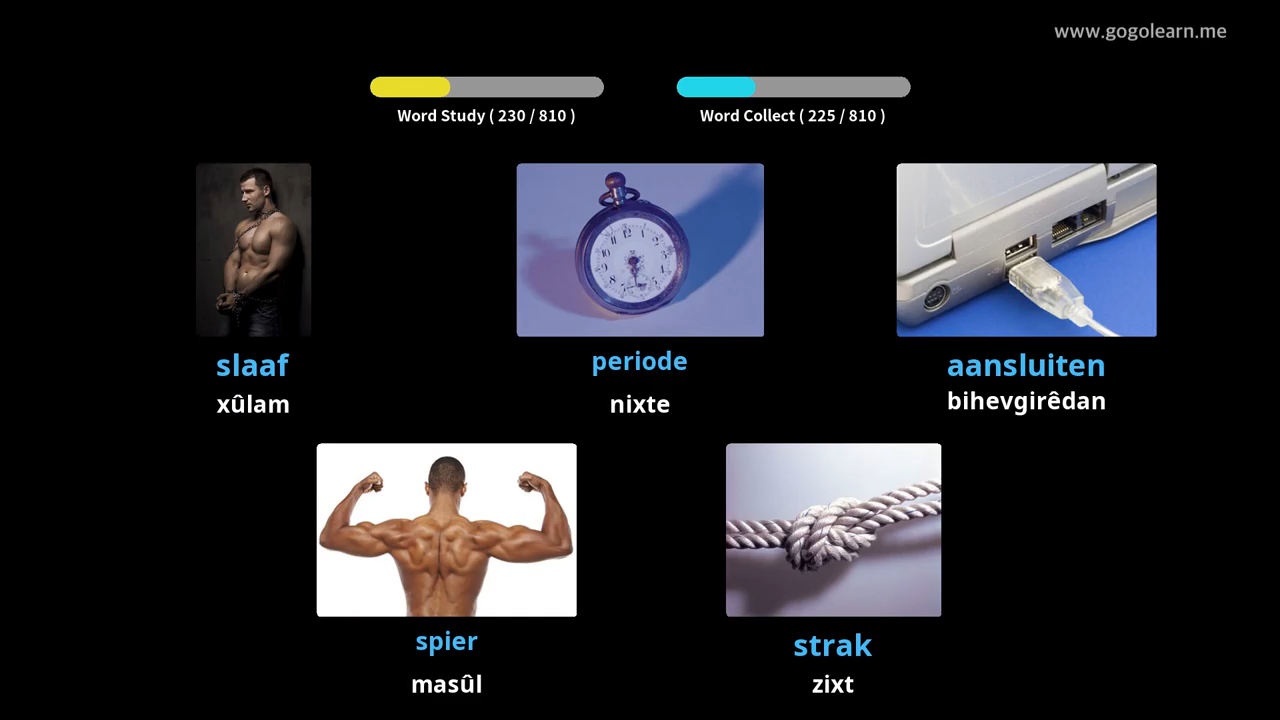 www.gogolearn.me
Word Study ( 230 / 810 )
Word Collect ( 225 / 810 )
slaaf
xûlam
periode
nixte
aansluiten
bihevgirêdan
spier
masûl
strak
zixt